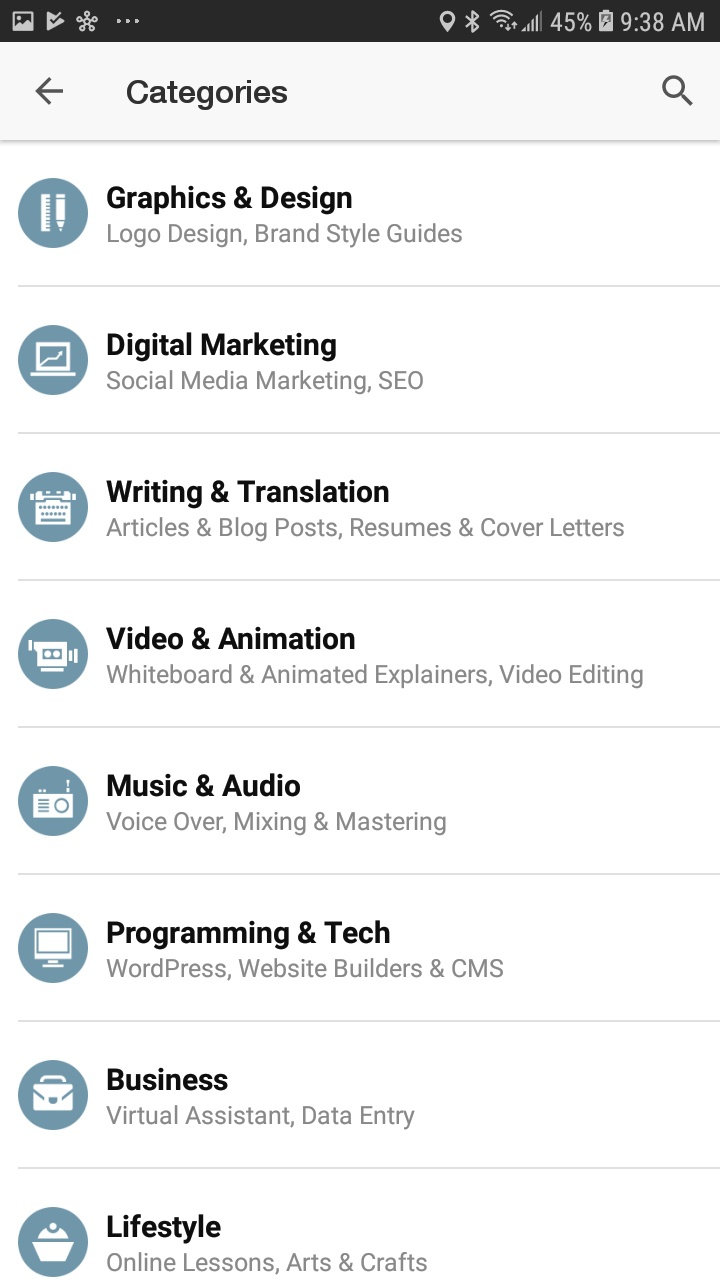 45% 9:38 AM
Categories
Graphics & Design
Logo Design, Brand Style Guides
Digital Marketing
Social Media Marketing, SEO
Writing & Translation
Articles & Blog Posts, Resumes & Cover Letters
Video & Animation
Whiteboard & Animated Explainers, Video Editing
Music & Audio
Voice Over, Mixing & Mastering
Programming & Tech
WordPress, Website Builders & CMS
Business
Virtual Assistant, Data Entry
Lifestyle
Online Lessons, Arts & Crafts